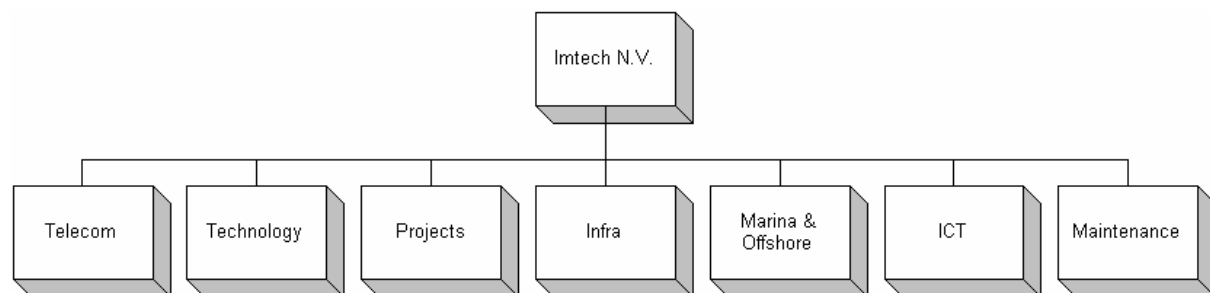 Imtech N.V.
Telecom
Technology
Projects
Infra
Marina &
Offshore
ICT
Maintenance